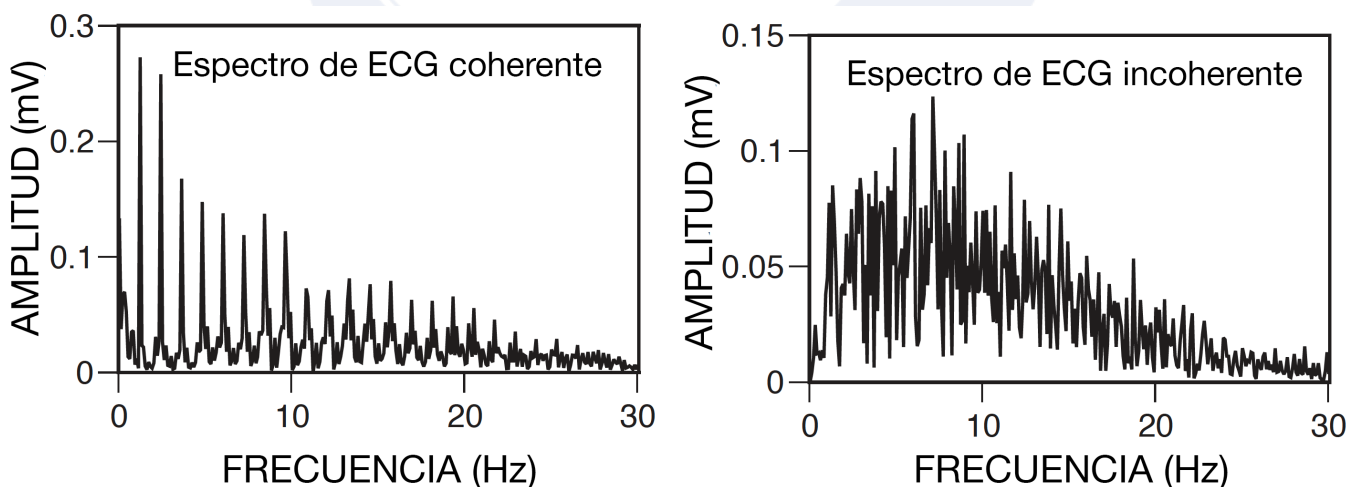 Espectro de ECG coherente
AMPLITUD (mV)
0.3
0.2
0.1
0
0 10 20 30
FRECUENCIA (Hz)
Espectro de ECG incoherente
AMPLITUD (mV)
0.15
0.1
0.05
0
0 10 20 30
FRECUENCIA (Hz)